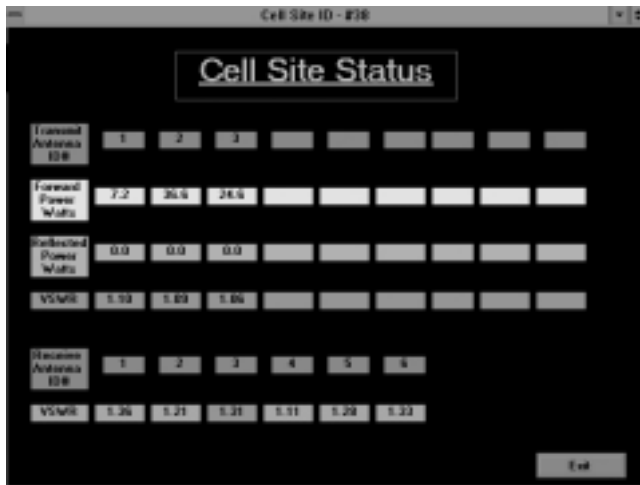 Cell Site ID - #38
Cell Site Status
Transmit Antenna ID# 1 2 3
Forward Power Watts 7.2 36.6 24.6
Reflected Power Watts 0.0 0.0 0.0
VSWR 1.10 1.09 1.06
Receive Antenna ID# 1 2 3 4 5 6
VSWR 1.36 1.21 1.31 1.11 1.28 1.33
Exit